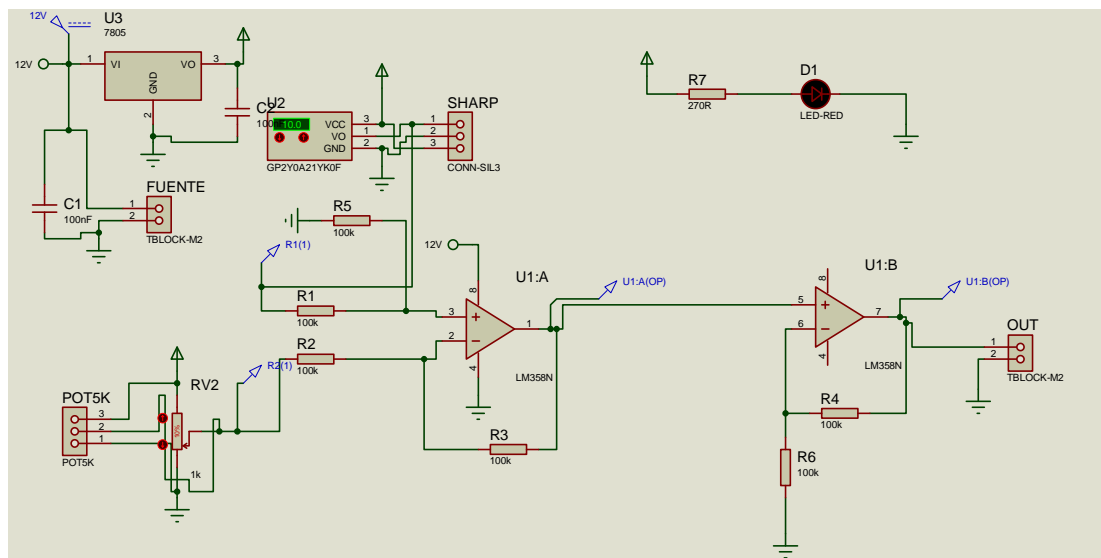 12V
U3
7805
12V
1
VI
VO
3
GND
2
C2
100
U2
10.0
VCC
3
VO
1
GND
2
GP2Y0A21YK0F
SHARP
1
2
3
CONN-SIL3
R7
270R
D1
LED-RED
C1
100nF
FUENTE
1
2
TBLOCK-M2
R5
100k
R1(1)
12V
R1
100k
U1:A
8
3
2
1
4
LM358N
U1:A(OP)
R2
100k
R2(1)
R3
100k
U1:B
8
5
6
7
4
LM358N
U1:B(OP)
OUT
1
2
TBLOCK-M2
R4
100k
R6
100k
POT5K
3
2
1
POT5K
RV2
10%
1k